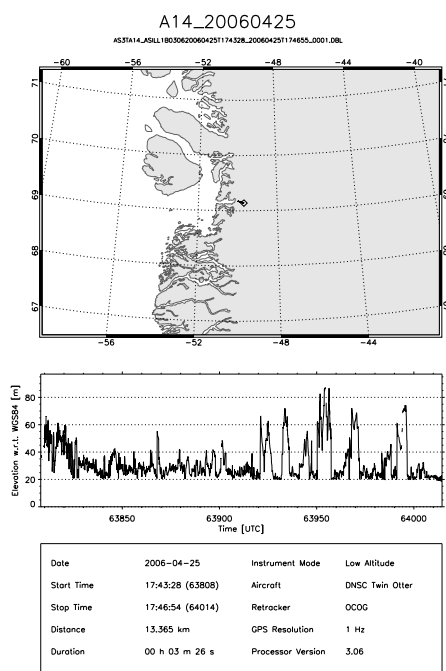 A14_20060425
AS3TA14_ASILL1B030620060425T174328_20060425T174655_0001.DBL
-60 -56 -52 -48 -44 -40
71
70
69
68
67
-56 -52 -48 -44
Elevation w.r.t. WGS84 [m]
80
60
40
20
0
63850 63900 63950 64000
Time [UTC]
Date 2006-04-25 Instrument Mode Low Altitude
Start Time 17:43:28 (63808) Aircraft DNSC Twin Otter
Stop Time 17:46:54 (64014) Retracker OCOG
Distance 13.365 km GPS Resolution 1 Hz
Duration 00 h 03 m 26 s Processor Version 3.06